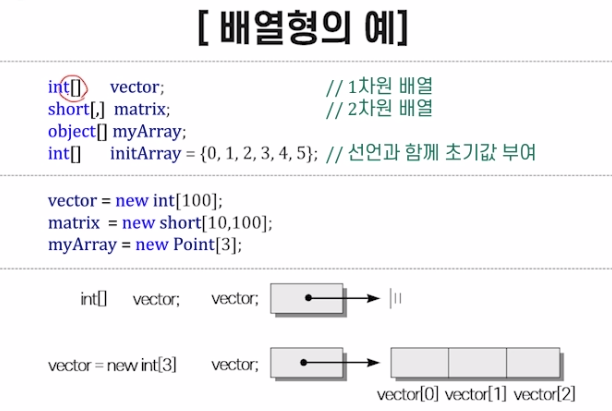 [ 배열형의 예]
int[], vector; // 1차원 배열
short[,] matrix; // 2차원 배열
object[] myArray;
int[] initArray = {0, 1, 2, 3, 4, 5}; // 선언과 함께 초기값 부여
vector = new int[100];
matrix = new short[10,100];
myArray = new Point[3];
int[] vector; vector;
vector = new int[3] vector;
vector[0] vector[1] vector[2]